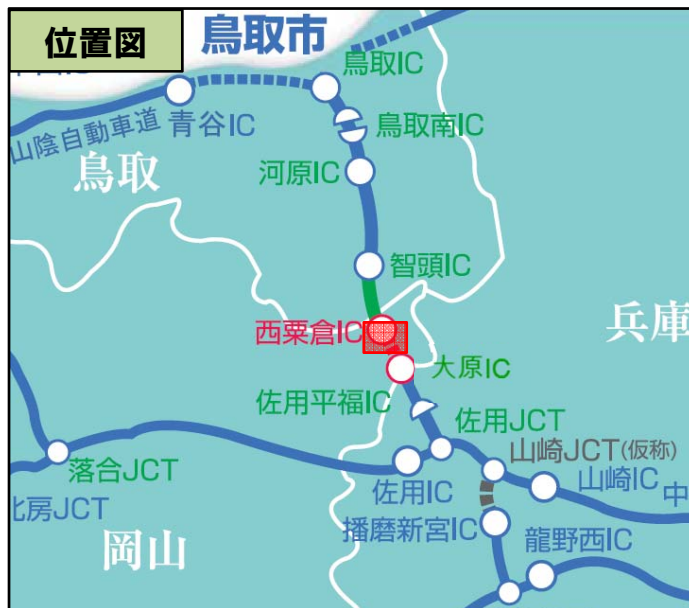 位置図
鳥取市
鳥取IC
山陰自動車道
青谷IC
鳥取南IC
鳥取
河原IC
智頭IC
西粟倉IC
兵庫
大原IC
佐用平福IC
佐用JCT
山崎JCT(仮称)
落合JCT
佐用IC
山崎IC
中
北房JCT
播磨新宮IC
龍野西IC
岡山